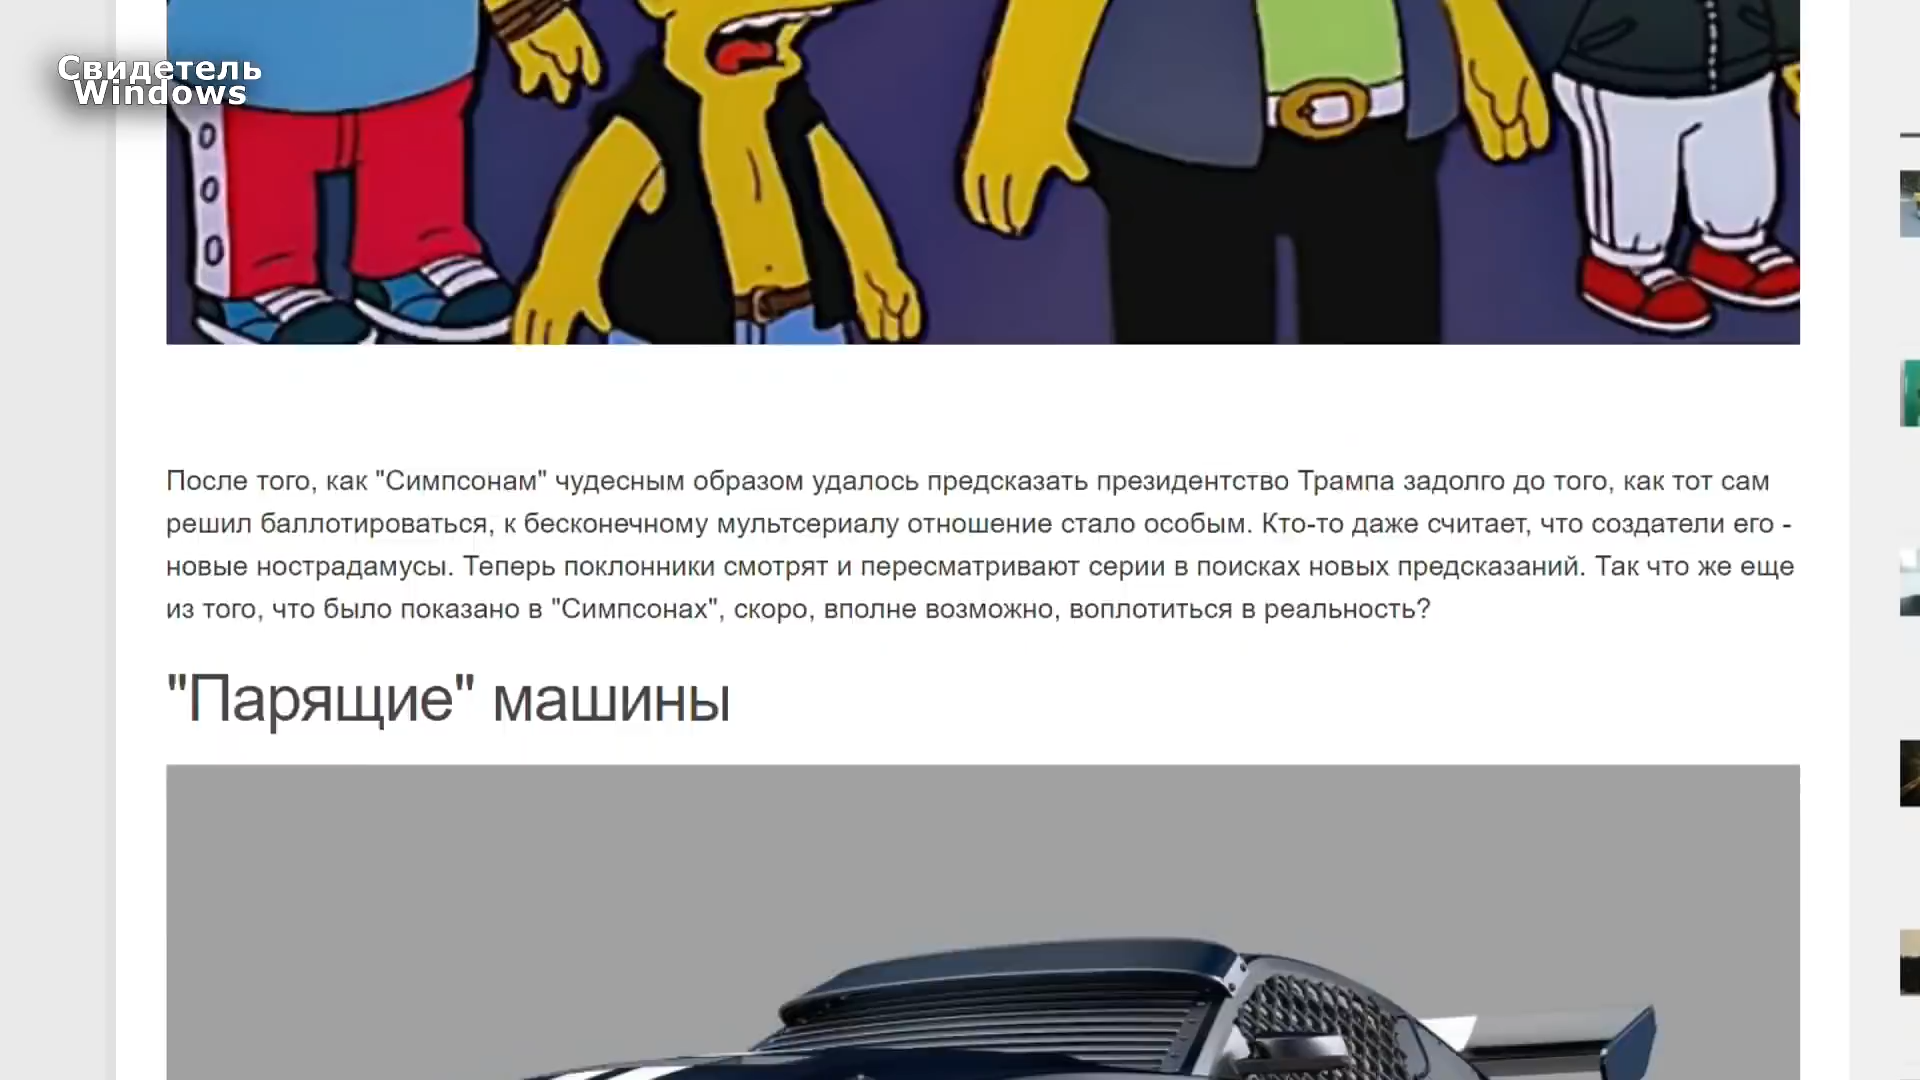 Свидетель
Windows
После того, как "Симпсонам" чудесным образом удалось предсказать президентство Трампа задолго до того, как тот сам
решил баллотироваться, к бесконечному мультсериалу отношение стало особым. Кто-то даже считает, что создатели его -
новые нострадамусы. Теперь поклонники смотрят и пересматривают серии в поисках новых предсказаний. Так что же еще
из того, что было показано в "Симпсонах", скоро, вполне возможно, воплотиться в реальность?
"Парящие" машины